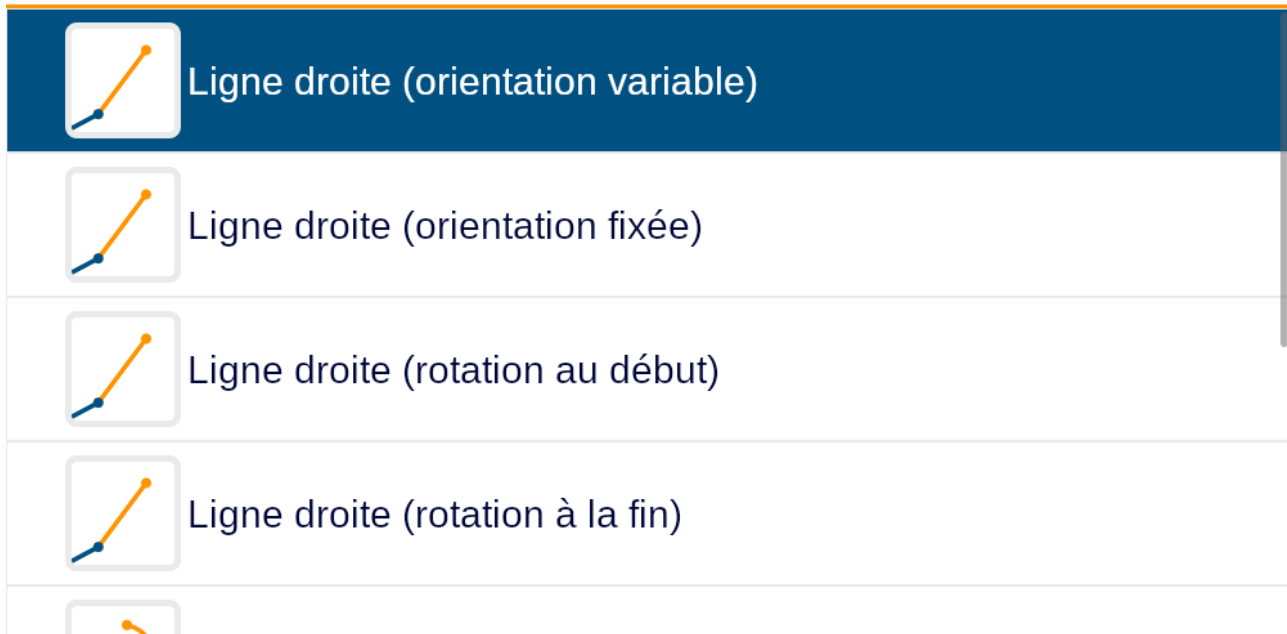 Ligne droite (orientation variable)
Ligne droite (orientation fixée)
Ligne droite (rotation au début)
Ligne droite (rotation à la fin)